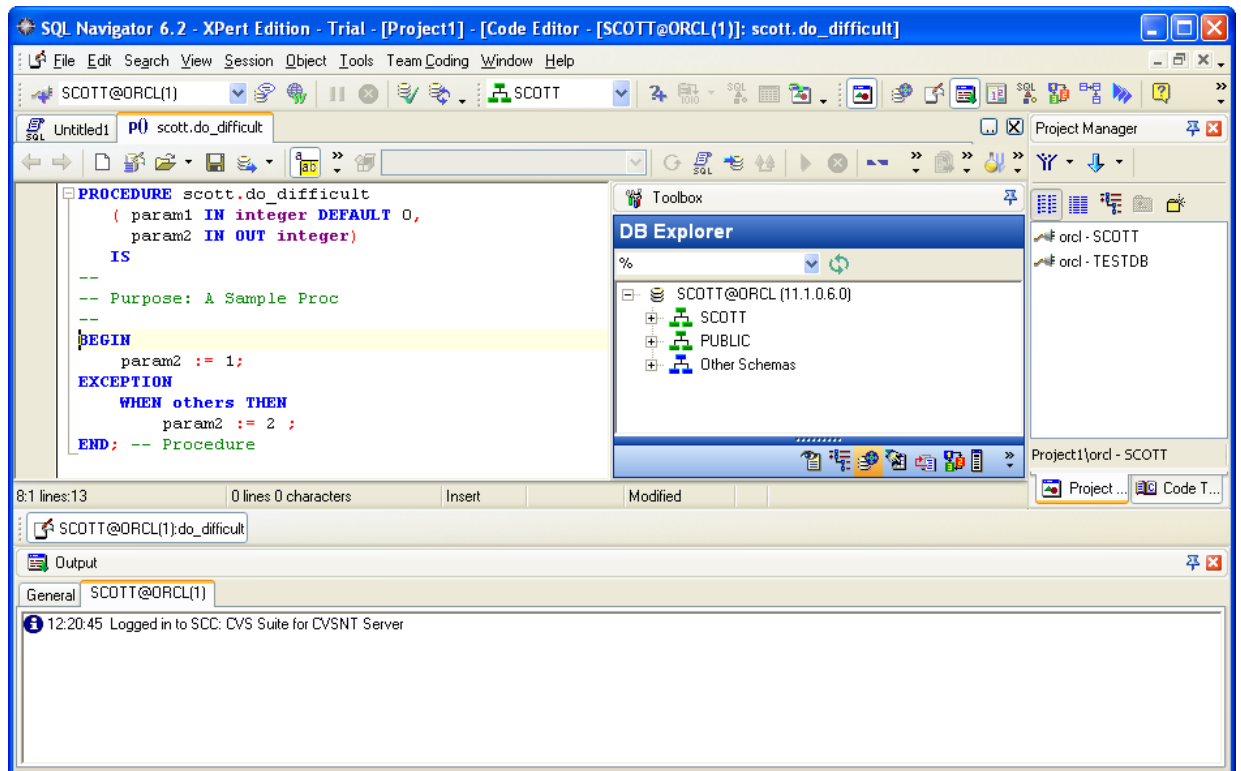 SQL Navigator 6.2 - XPert Edition - Trial - [Project1] - [Code Editor - [SCOTT@ORCL(1)]: scott.do_difficult]
File Edit Search View Session Object Tools Team Coding Window Help
SCOTT@ORCL(1) SCOTT
Untitled1 scott.do_difficult
Project Manager
PROCEDURE scott.do_difficult
( param1 IN integer DEFAULT 0,
param2 IN OUT integer)
IS
--
-- Purpose: A Sample Proc
--
BEGIN
param2 := 1;
EXCEPTION
WHEN others THEN
param2 := 2 ;
END; -- Procedure
Toolbox
DB Explorer
%
SCOTT@ORCL (11.1.0.6.0)
SCOTT
PUBLIC
Other Schemas
orcl - SCOTT
orcl - TESTDB
Project1\orcl - SCOTT
Project ... Code T...
8:1 lines:13 0 lines 0 characters Insert Modified
SCOTT@ORCL(1):do_difficult
Output
General SCOTT@ORCL(1)
12:20:45 Logged in to SCC: CVS Suite for CVSNT Server